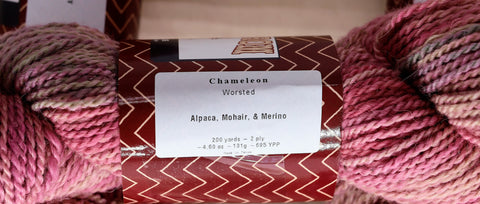 Chameleon
Worsted
Alpaca, Mohair, & Merino
200 yards ~ 2 ply
~ 4.60 oz ~ 131g ~ 695 YPP